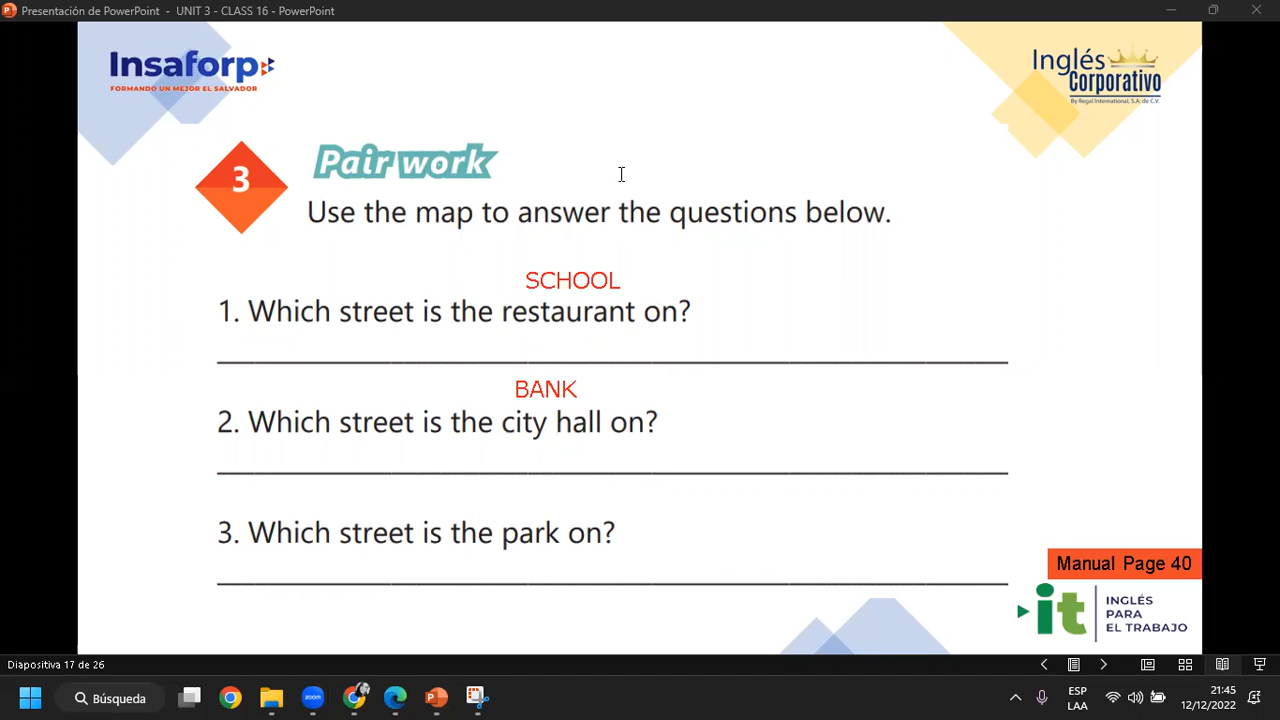 Presentación de PowerPoint - UNIT 3 - CLASS 16 - PowerPoint
Insaforp
FORMANDO UN MEJOR EL SALVADOR
Inglés
Corporativo
By Regal International, S.A. de C.V.
3
Pair work
Use the map to answer the questions below.
SCHOOL
1. Which street is the restaurant on?
BANK
2. Which street is the city hall on?
3. Which street is the park on?
Manual Page 40
it
INGLÉS
PARA
EL TRABAJO
Diapositiva 17 de 26
Búsqueda
zoom
ESP
LAA
21:45
12/12/2022